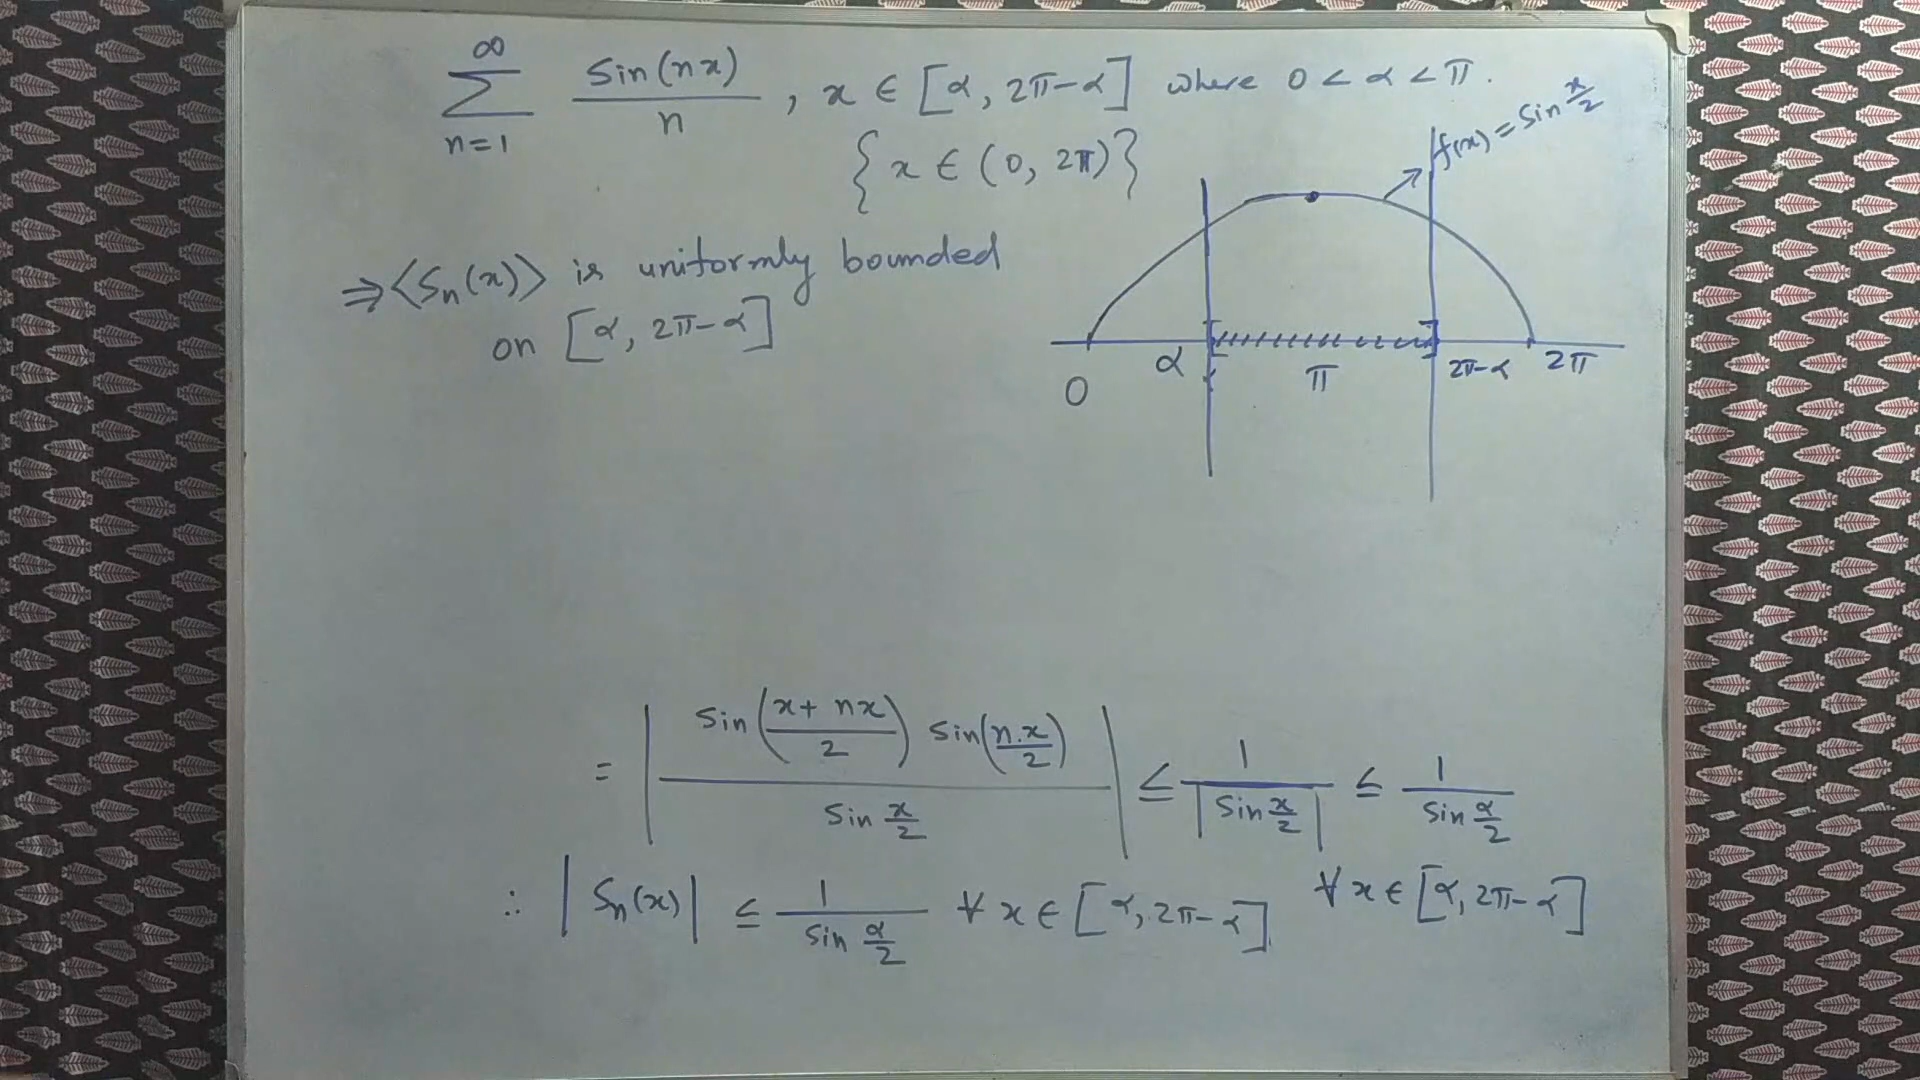 ∞
∑ sin(nx)/n , x ∈ [α, 2π-α] where 0 < α < π.
n=1
{x ∈ (0, 2π)}
f(x) = sin x/2
⇒ <Sn(x)> is uniformly bounded
on [α, 2π-α]
0 α π 2π-α 2π
= | sin((x+nx)/2) sin(n.x/2) / sin x/2 | ≤ 1/|sin x/2| ≤ 1/sin α/2
∀ x ∈ [α, 2π-α]
∴ |Sn(x)| ≤ 1/sin α/2 ∀ x ∈ [α, 2π-α]